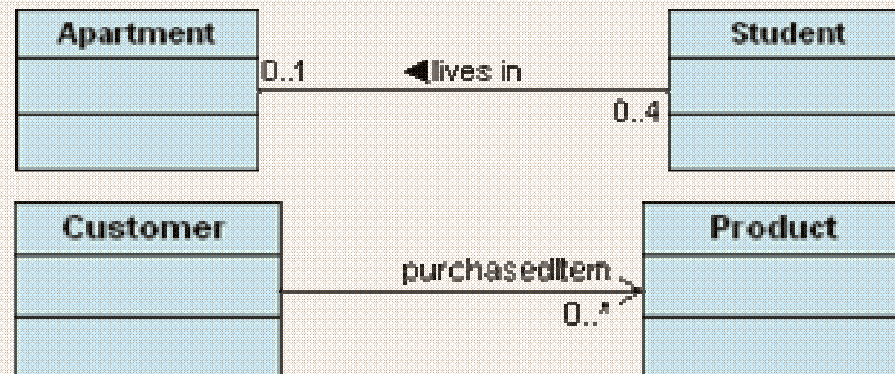 Apartment
Student
0..1
◀lives in
0..4
Customer
Product
purchasedItem
0..*